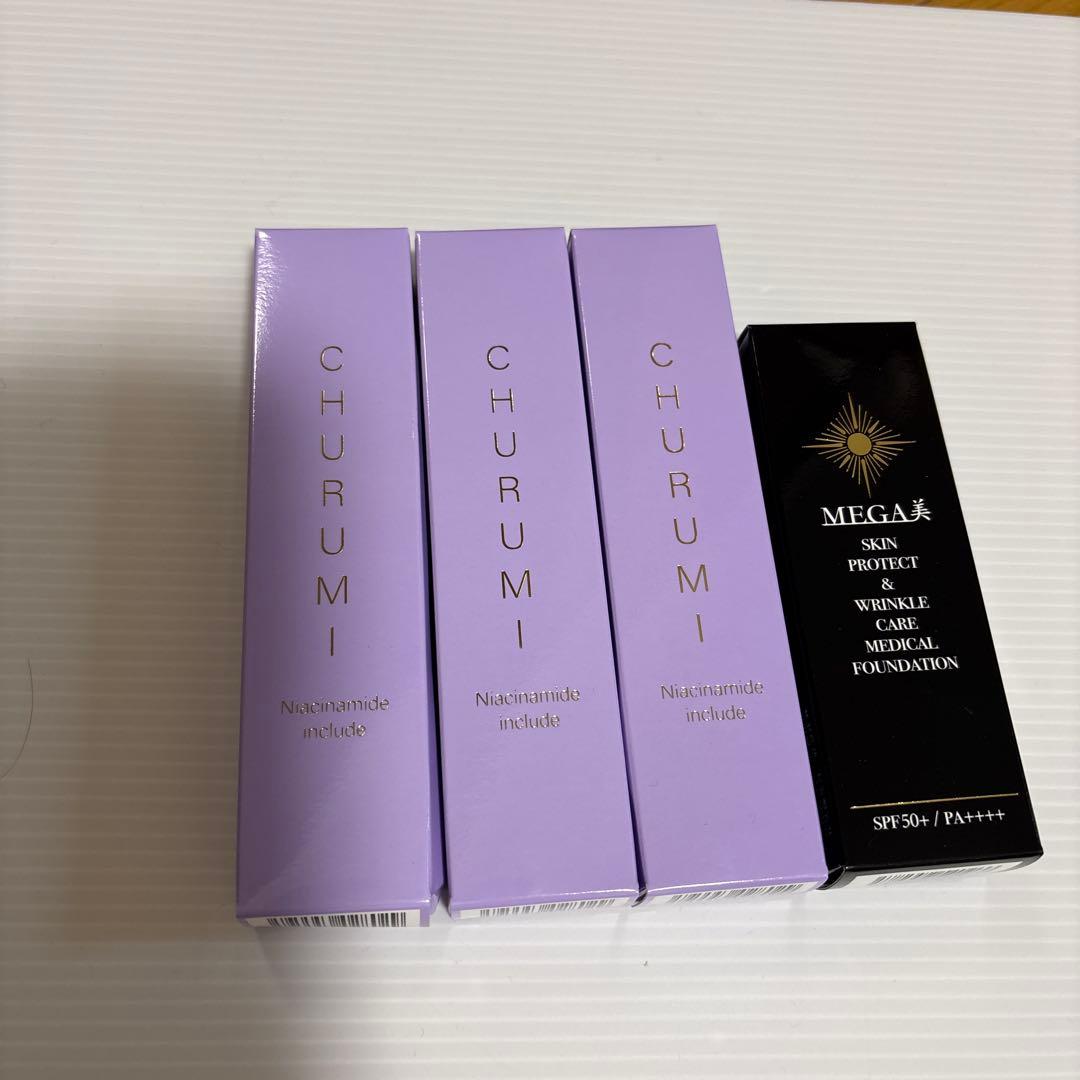 CHURUMI
Niacinamide
include
CHURUMI
Niacinamide
include
CHURUMI
Niacinamide
include
MEGA美
SKIN
PROTECT
&
WRINKLE
CARE
MEDICAL
FOUNDATION
SPF50+ / PA++++